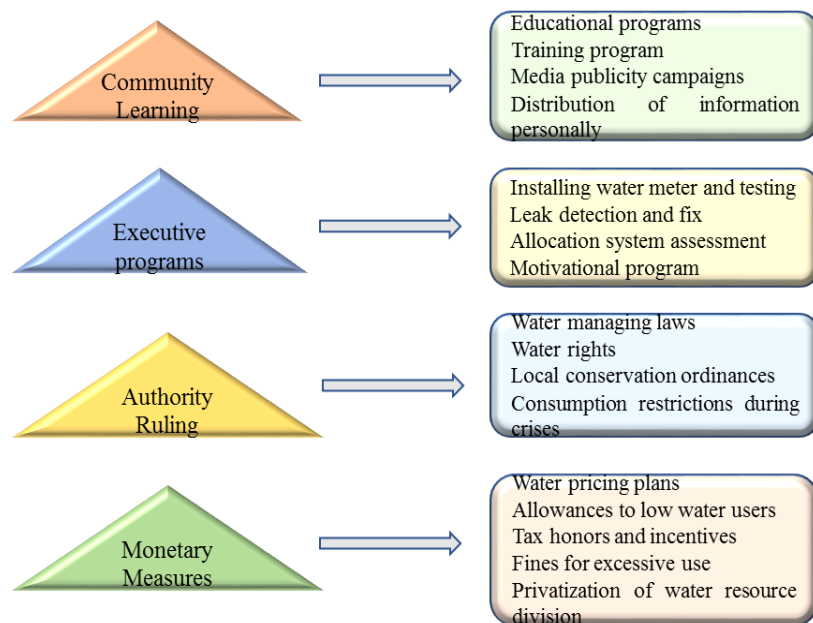 Community
Learning
Educational programs
Training program
Media publicity campaigns
Distribution of information
personally
Executive
programs
Installing water meter and testing
Leak detection and fix
Allocation system assessment
Motivational program
Authority
Ruling
Water managing laws
Water rights
Local conservation ordinances
Consumption restrictions during
crises
Monetary
Measures
Water pricing plans
Allowances to low water users
Tax honors and incentives
Fines for excessive use
Privatization of water resource
division